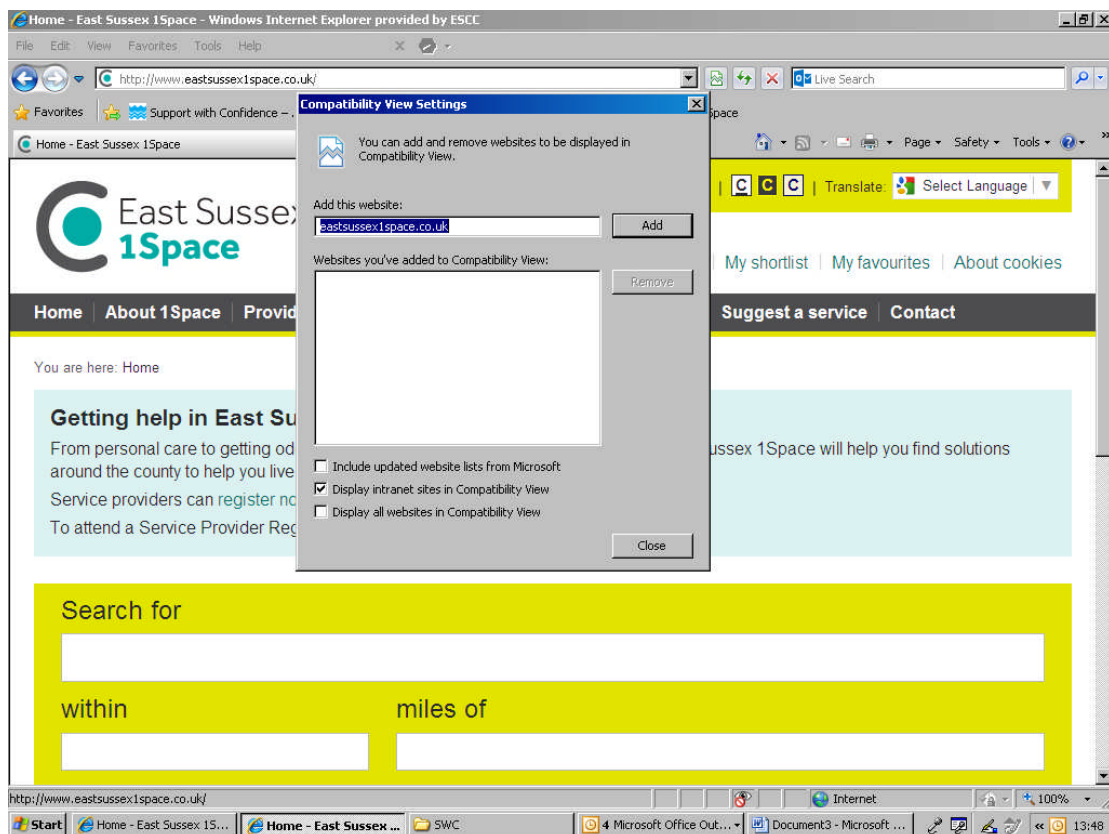 Home - East Sussex 1Space - Windows Internet Explorer provided by ESCC
File Edit View Favorites Tools Help
http://www.eastsussex1space.co.uk/
Live Search
Favorites Support with Confidence – .
pace
Home - East Sussex 1Space
Page Safety Tools
Compatibility View Settings
You can add and remove websites to be displayed in
Compatibility View.
Add this website:
eastsussex1space.co.uk
Add
Websites you've added to Compatibility View:
Remove
Include updated website lists from Microsoft
Display intranet sites in Compatibility View
Display all websites in Compatibility View
Close
East Sussex
1Space
| C C C | Translate: Select Language
My shortlist | My favourites | About cookies
Home | About 1Space | Provid
Suggest a service | Contact
You are here: Home
Getting help in East Su
From personal care to getting od
ussex 1Space will help you find solutions
around the county to help you live
Service providers can register no
To attend a Service Provider Reg
Search for
within
miles of
http://www.eastsussex1space.co.uk/
Internet
100%
Start
Home - East Sussex 1S...
Home - East Sussex ...
SWC
4 Microsoft Office Out...
Document3 - Microsoft ...
13:48